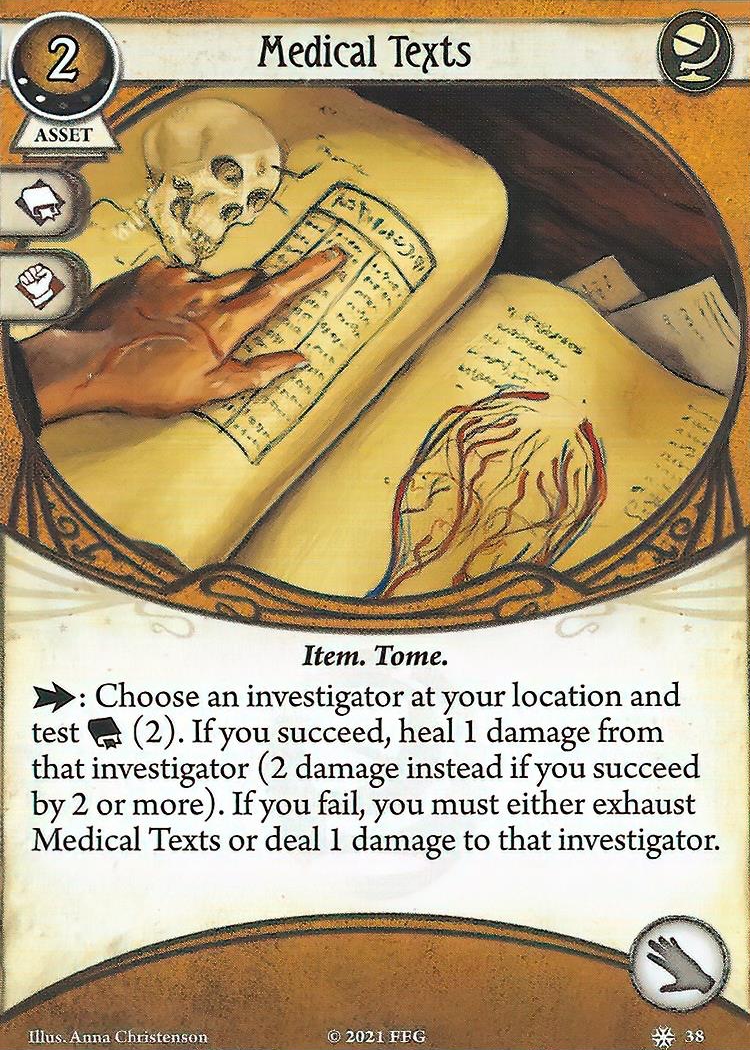 2
Medical Texts
ASSET
Item. Tome.
: Choose an investigator at your location and
test (2). If you succeed, heal 1 damage from
that investigator (2 damage instead if you succeed
by 2 or more). If you fail, you must either exhaust
Medical Texts or deal 1 damage to that investigator.
Illus. Anna Christenson
© 2021 FFG
38